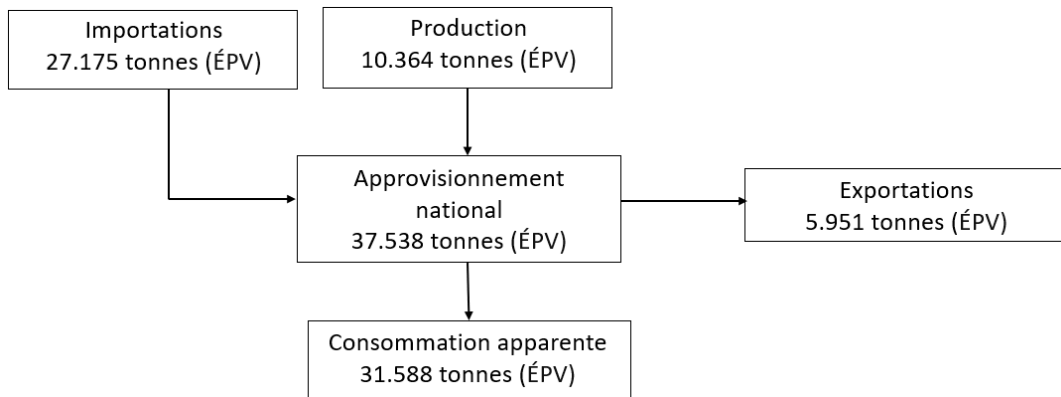 Importations
27.175 tonnes (ÉPV)
Production
10.364 tonnes (ÉPV)
Approvisionnement
national
37.538 tonnes (ÉPV)
Exportations
5.951 tonnes (ÉPV)
Consommation apparente
31.588 tonnes (ÉPV)